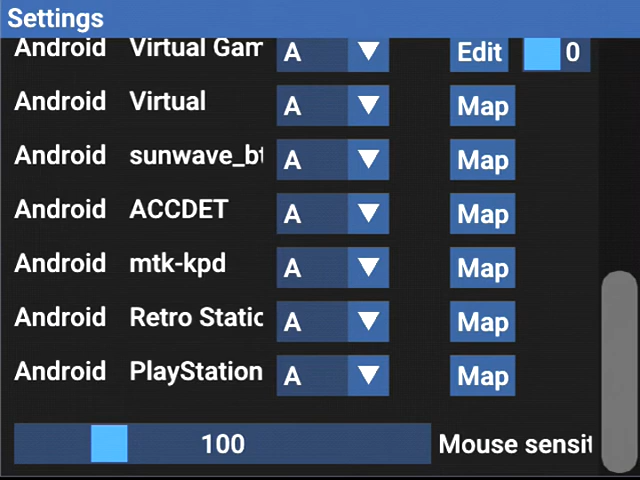 Settings
Android Virtual Gam A Edit 0
Android Virtual A Map
Android sunwave_bt A Map
Android ACCDET A Map
Android mtk-kpd A Map
Android Retro Static A Map
Android PlayStation A Map
100 Mouse sensit